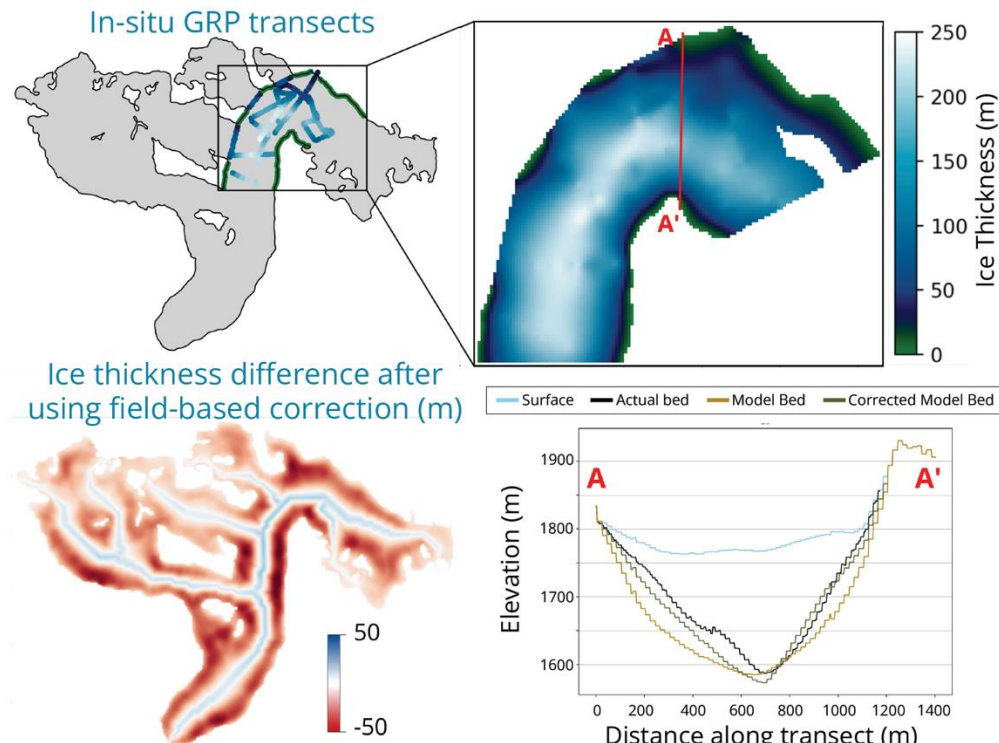 In-situ GRP transects
A
A'
250
200
150
100
50
0
Ice Thickness (m)
Ice thickness difference after
using field-based correction (m)
50
-50
Surface
Actual bed
Model Bed
Corrected Model Bed
A
A'
1900
1800
1700
1600
Elevation (m)
0 200 400 600 800 1000 1200 1400
Distance along transect (m)